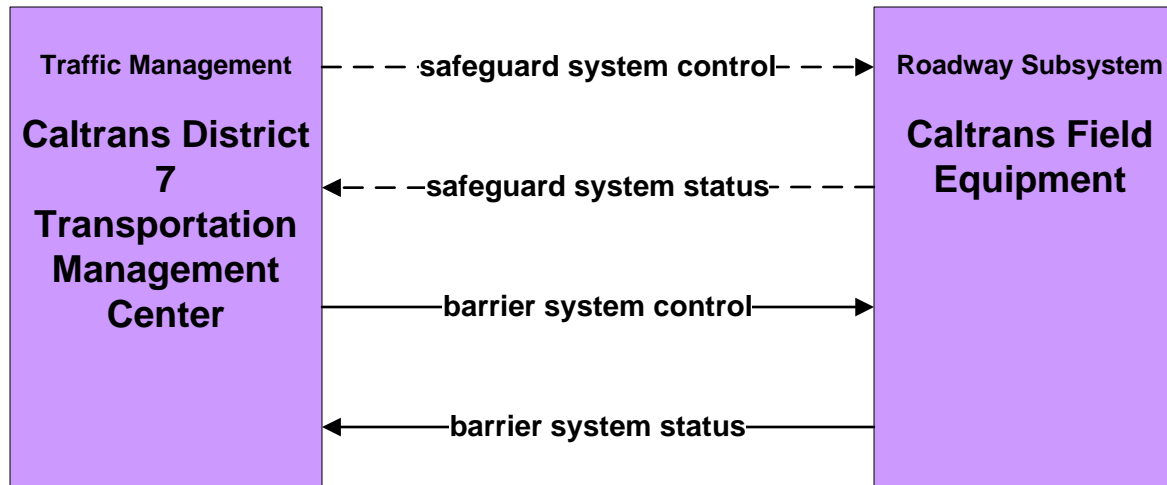 Traffic Management
Caltrans District
7
Transportation
Management
Center
safeguard system control
safeguard system status
barrier system control
barrier system status
Roadway Subsystem
Caltrans Field
Equipment